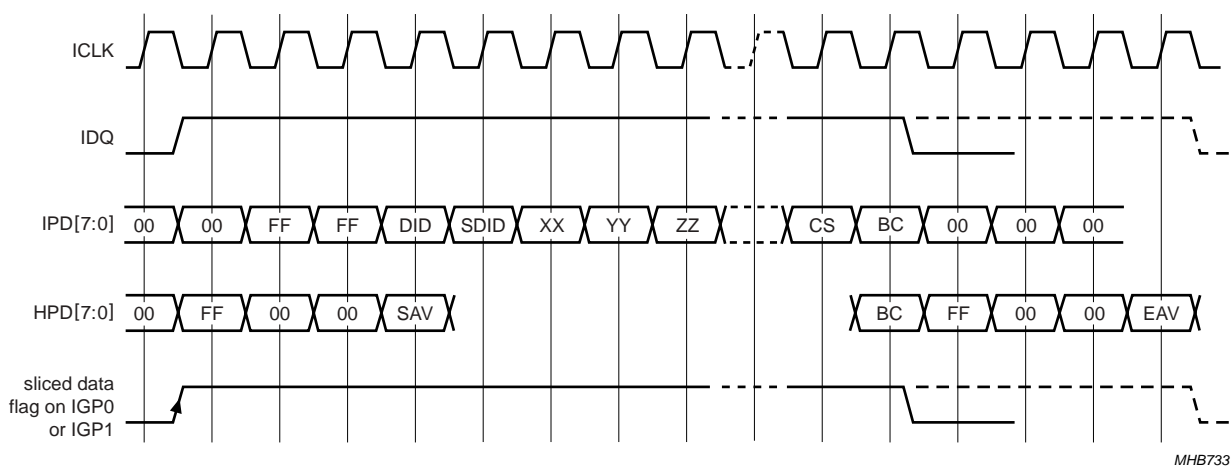 ICLK
IDQ
IPD[7:0] 00 00 FF FF DID SDID XX YY ZZ CS BC 00 00 00
HPD[7:0] 00 FF 00 00 SAV BC FF 00 00 EAV
sliced data
flag on IGP0
or IGP1
MHB733